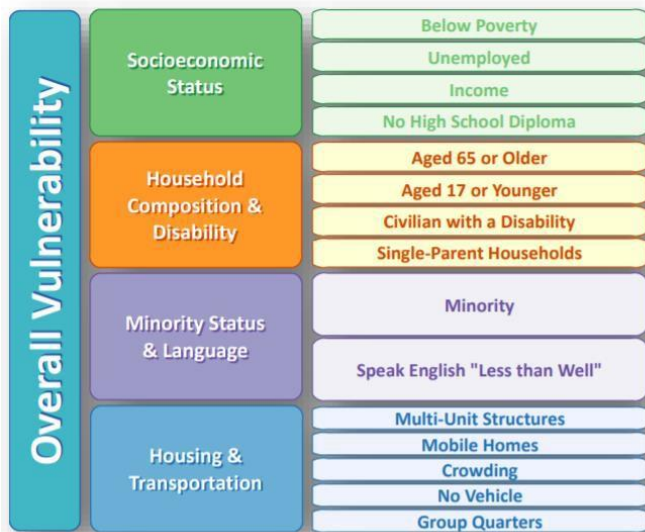 Overall Vulnerability
Socioeconomic
Status
Below Poverty
Unemployed
Income
No High School Diploma
Household
Composition &
Disability
Aged 65 or Older
Aged 17 or Younger
Civilian with a Disability
Single-Parent Households
Minority Status
& Language
Minority
Speak English "Less than Well"
Housing &
Transportation
Multi-Unit Structures
Mobile Homes
Crowding
No Vehicle
Group Quarters